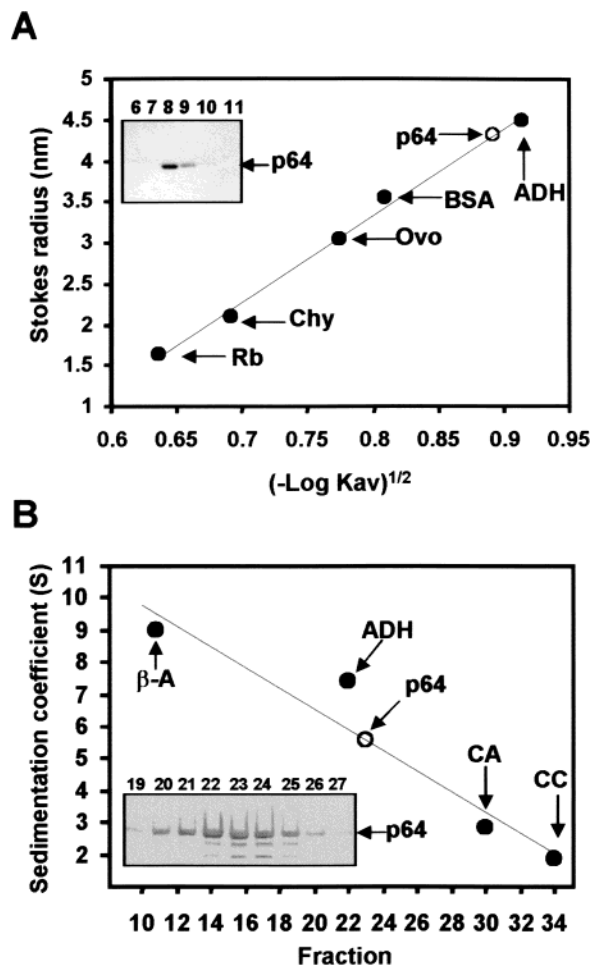 A
5
4.5
4
3.5
3
2.5
2
1.5
1
Stokes radius (nm)
6 7 8 9 10 11
p64
p64
ADH
BSA
Ovo
Chy
Rb
0.6 0.65 0.7 0.75 0.8 0.85 0.9 0.95
(-Log Kav)1/2
B
11
10
9
8
7
6
5
4
3
2
Sedimentation coefficient (S)
β-A
ADH
p64
CA
CC
19 20 21 22 23 24 25 26 27
p64
10 12 14 16 18 20 22 24 26 28 30 32 34
Fraction